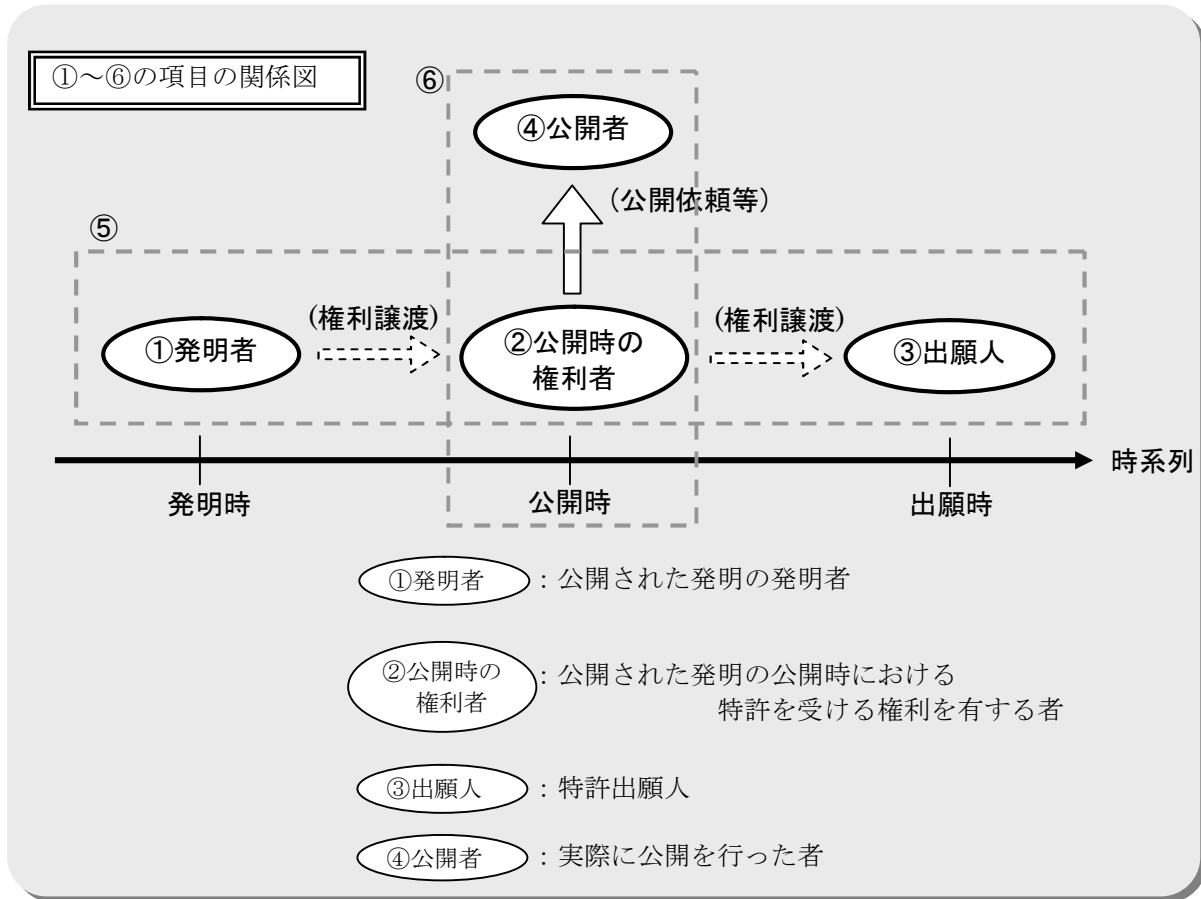 ①～⑥の項目の関係図
⑥
④公開者
(公開依頼等)
⑤
①発明者
(権利譲渡)
②公開時の
権利者
(権利譲渡)
③出願人
時系列
発明時
公開時
出願時
①発明者
：公開された発明の発明者
②公開時の
権利者
：公開された発明の公開時における
特許を受ける権利を有する者
③出願人
：特許出願人
④公開者
：実際に公開を行った者